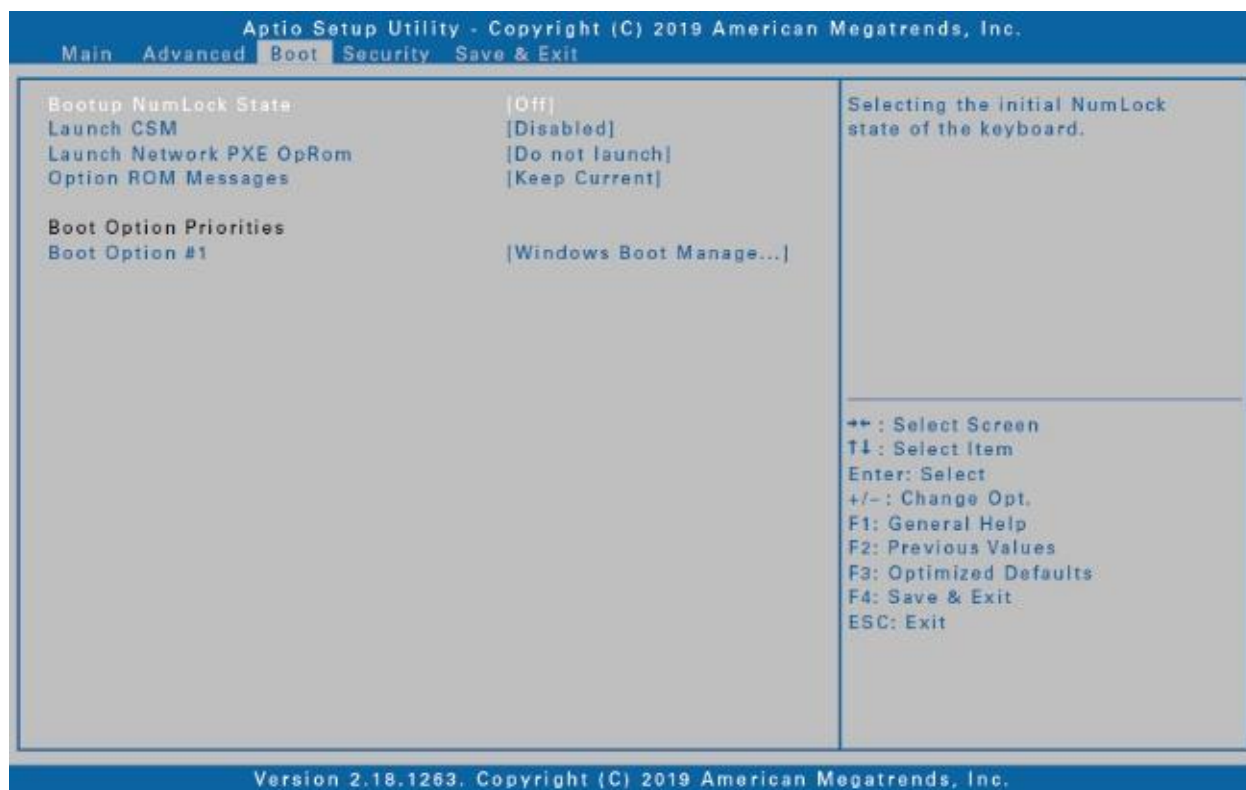 Aptio Setup Utility - Copyright (C) 2019 American Megatrends, Inc.
Main Advanced Boot Security Save & Exit
Bootup NumLock State [Off]
Launch CSM [Disabled]
Launch Network PXE OpRom [Do not launch]
Option ROM Messages [Keep Current]
Boot Option Priorities
Boot Option #1 [Windows Boot Manage...]
Selecting the initial NumLock
state of the keyboard.
→←: Select Screen
↑↓: Select Item
Enter: Select
+/-: Change Opt.
F1: General Help
F2: Previous Values
F3: Optimized Defaults
F4: Save & Exit
ESC: Exit
Version 2.18.1263. Copyright (C) 2019 American Megatrends, Inc.